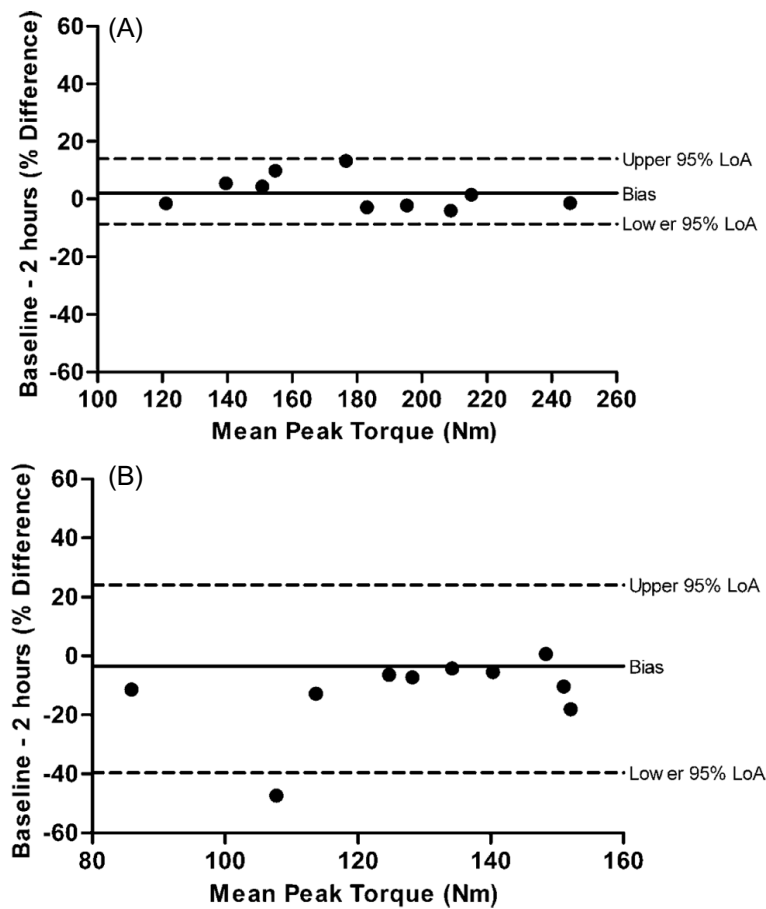 (A)
Baseline - 2 hours (% Difference)
60
40
20
0
-20
-40
-60
Upper 95% LoA
Bias
Lower 95% LoA
100 120 140 160 180 200 220 240 260
Mean Peak Torque (Nm)
(B)
Baseline - 2 hours (% Difference)
60
40
20
0
-20
-40
-60
Upper 95% LoA
Bias
Lower 95% LoA
80 100 120 140 160
Mean Peak Torque (Nm)